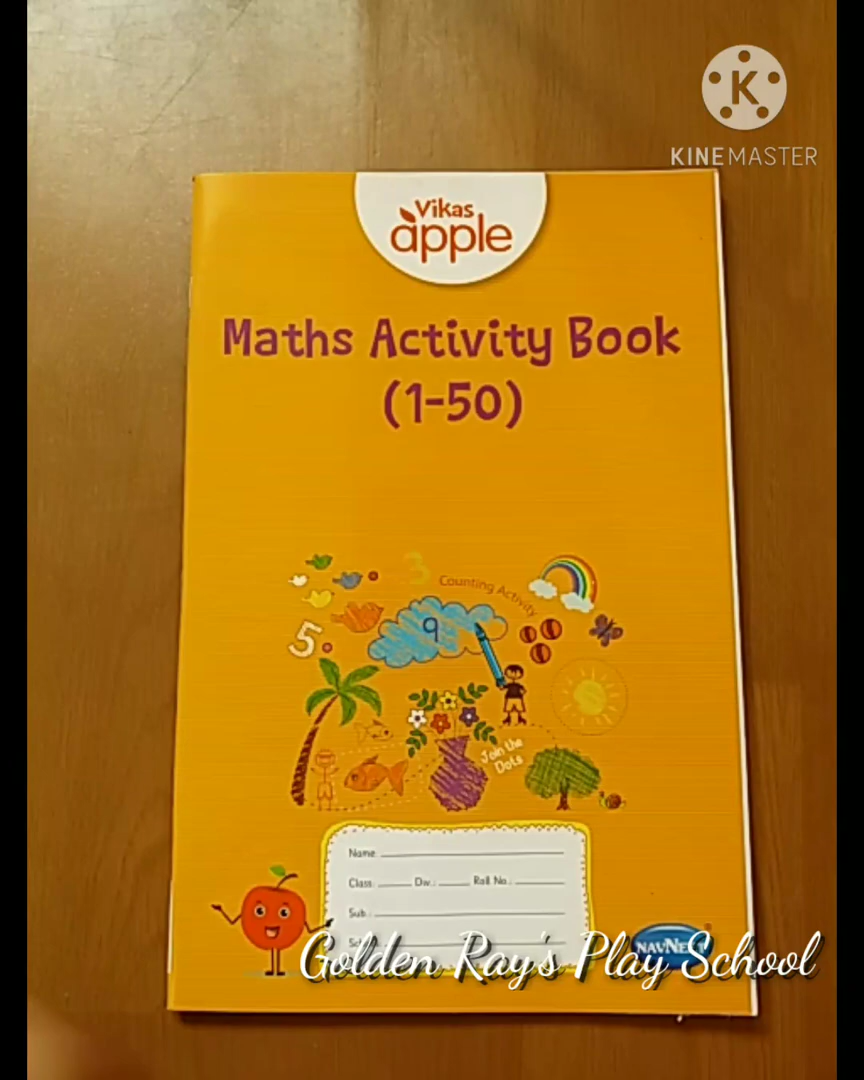 K
KINEMASTER
Vikas
apple
Maths Activity Book
(1-50)
3
Counting Activity
5
9
Join the
Dots
Name
Class Div.: Roll No.:
Sub.:
Golden Ray's Play School